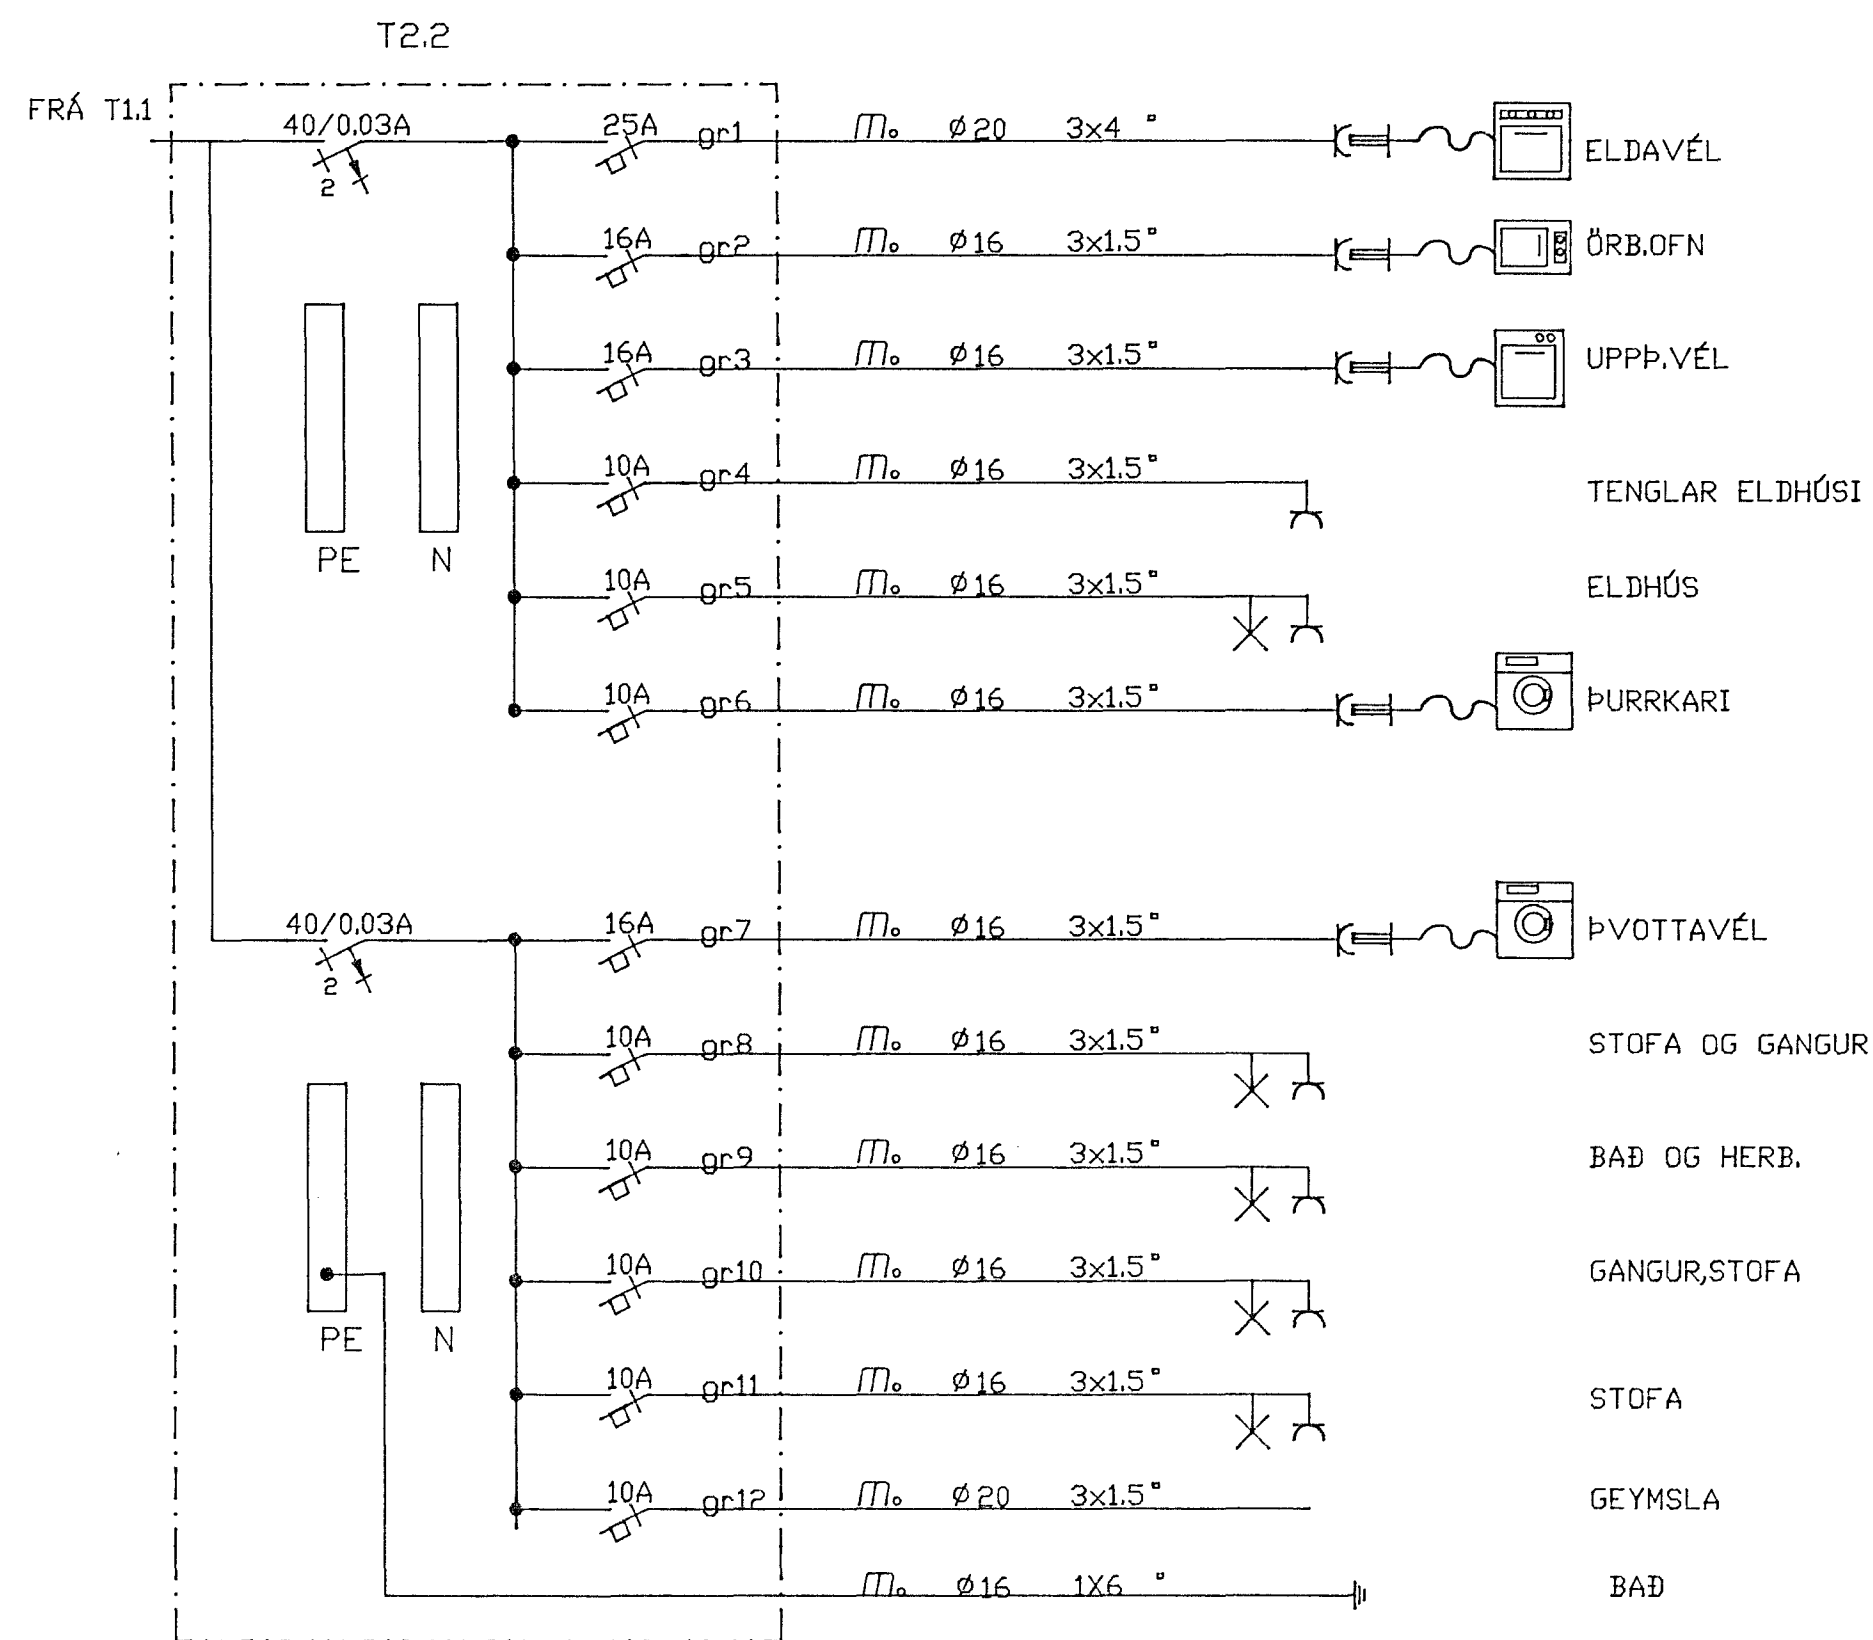 T2.2
FRÁ T1.1
40/0.03A 25A gr1 m. ø20 3x4 ▫ ELDAVÉL
2
16A gr2 m. ø16 3x1.5▫ ÖRB.OFN
16A gr3 m. ø16 3x1.5▫ UPPÞ.VÉL
10A gr4 m. ø16 3x1.5▫ TENGLAR ELDHÚSI
PE N
10A gr5 m. ø16 3x1.5▫ ELDHÚS
10A gr6 m. ø16 3x1.5▫ ÞURRKARI
40/0.03A 16A gr7 m. ø16 3x1.5▫ ÞVOTTAVÉL
2
10A gr8 m. ø16 3x1.5▫ STOFA OG GANGUR
10A gr9 m. ø16 3x1.5▫ BAÐ OG HERB.
10A gr10 m. ø16 3x1.5▫ GANGUR,STOFA
PE N
10A gr11 m. ø16 3x1.5▫ STOFA
10A gr12 m. ø20 3x1.5▫ GEYMSLA
m. ø16 1X6 ▫ BAÐ